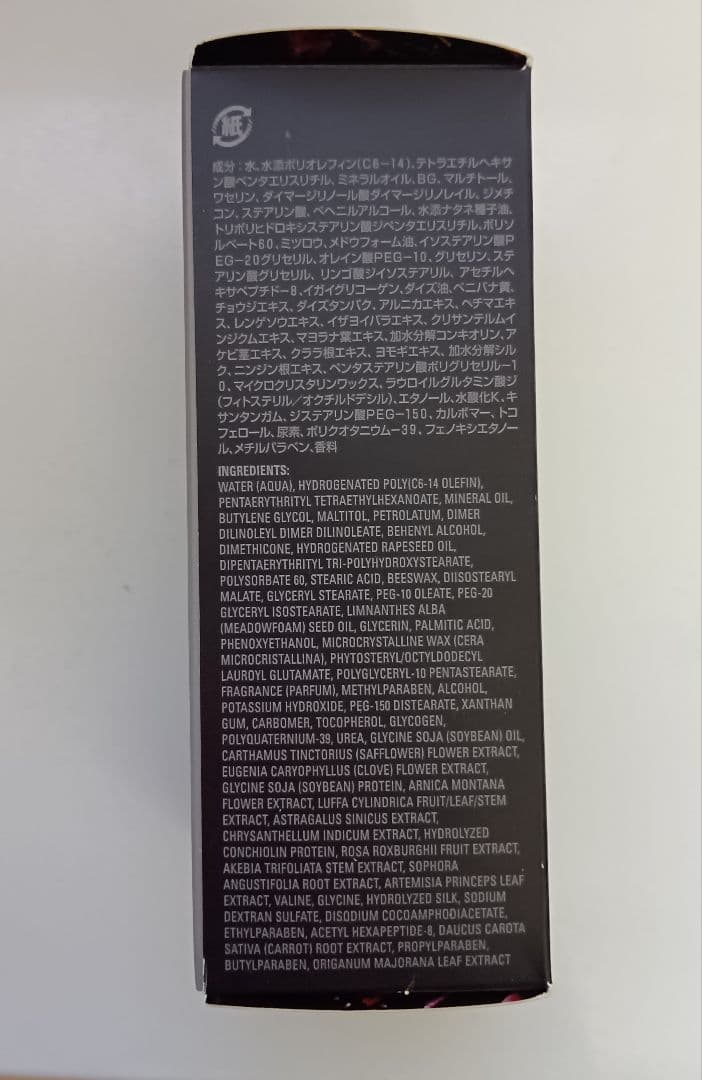 紙
成分:水、水添ポリオレフィン(C6-14)、テトラエチルヘキサ
ン酸ペンタエリスリチル、ミネラルオイル、BG、マルチトール、
ワセリン、ダイマージリノール酸ダイマージリノレイル、ジメチ
コン、ステアリン酸、ベヘニルアルコール、水添ナタネ種子油、
トリポリヒドロキシステアリン酸ジペンタエリスリチル、ポリソ
ルベート60、ミツロウ、メドウフォーム油、イソステアリン酸P
EG-20グリセリル、オレイン酸PEG-10、グリセリン、ステ
アリン酸グリセリル、リンゴ酸ジイソステアリル、アセチルヘ
キサペプチド-8、イガイグリコーゲン、ダイズ油、ベニバナ黄、
チョウジエキス、ダイズタンパク、アルニカエキス、ヘチマエキ
ス、レンゲソウエキス、イザヨイバラエキス、クリサンテルムイ
ンジクムエキス、マヨラナ葉エキス、加水分解コンキオリン、ア
ケビ茎エキス、クララ根エキス、ヨモギエキス、加水分解シル
ク、ニンジン根エキス、ペンタステアリン酸ポリグリセリル-1
0、マイクロクリスタリンワックス、ラウロイルグルタミン酸ジ
(フィトステリル/オクチルドデシル)、エタノール、水酸化K、キ
サンタンガム、ジステアリン酸PEG-150、カルボマー、トコ
フェロール、尿素、ポリクオタニウム-39、フェノキシエタノー
ル、メチルパラベン、香料
INGREDIENTS:
WATER (AQUA), HYDROGENATED POLY(C6-14 OLEFIN),
PENTAERYTHRITYL TETRAETHYLHEXANOATE, MINERAL OIL,
BUTYLENE GLYCOL, MALTITOL, PETROLATUM, DIMER
DILINOLEYL DIMER DILINOLEATE, BEHENYL ALCOHOL,
DIMETHICONE, HYDROGENATED RAPESEED OIL,
DIPENTAERYTHRITYL TRI-POLYHYDROXYSTEARATE,
POLYSORBATE 60, STEARIC ACID, BEESWAX, DIISOSTEARYL
MALATE, GLYCERYL STEARATE, PEG-10 OLEATE, PEG-20
GLYCERYL ISOSTEARATE, LIMNANTHES ALBA
(MEADOWFOAM) SEED OIL, GLYCERIN, PALMITIC ACID,
PHENOXYETHANOL, MICROCRYSTALLINE WAX (CERA
MICROCRISTALLINA), PHYTOSTERYL/OCTYLDODECYL
LAUROYL GLUTAMATE, POLYGLYCERYL-10 PENTASTEARATE,
FRAGRANCE (PARFUM), METHYLPARABEN, ALCOHOL,
POTASSIUM HYDROXIDE, PEG-150 DISTEARATE, XANTHAN
GUM, CARBOMER, TOCOPHEROL, GLYCOGEN,
POLYQUATERNIUM-39, UREA, GLYCINE SOJA (SOYBEAN) OIL,
CARTHAMUS TINCTORIUS (SAFFLOWER) FLOWER EXTRACT,
EUGENIA CARYOPHYLLUS (CLOVE) FLOWER EXTRACT,
GLYCINE SOJA (SOYBEAN) PROTEIN, ARNICA MONTANA
FLOWER EXTRACT, LUFFA CYLINDRICA FRUIT/LEAF/STEM
EXTRACT, ASTRAGALUS SINICUS EXTRACT,
CHRYSANTHELLUM INDICUM EXTRACT, HYDROLYZED
CONCHIOLIN PROTEIN, ROSA ROXBURGHII FRUIT EXTRACT,
AKEBIA TRIFOLIATA STEM EXTRACT, SOPHORA
ANGUSTIFOLIA ROOT EXTRACT, ARTEMISIA PRINCEPS LEAF
EXTRACT, VALINE, GLYCINE, HYDROLYZED SILK, SODIUM
DEXTRAN SULFATE, DISODIUM COCOAMPHODIACETATE,
ETHYLPARABEN, ACETYL HEXAPEPTIDE-8, DAUCUS CAROTA
SATIVA (CARROT) ROOT EXTRACT, PROPYLPARABEN,
BUTYLPARABEN, ORIGANUM MAJORANA LEAF EXTRACT